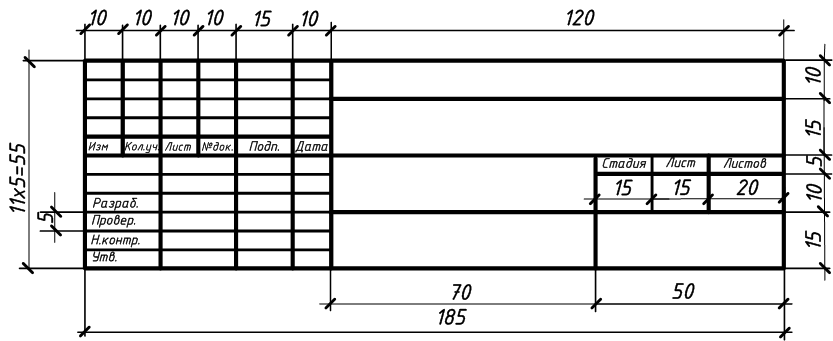 10 10 10 10 15 10 120
10
15
Изм Кол.уч. Лист №док. Подп. Дата
Стадия Лист Листов
5
15 15 20
10
11х5=55
Разраб.
5
Провер.
Н.контр.
15
Утв.
70 50
185